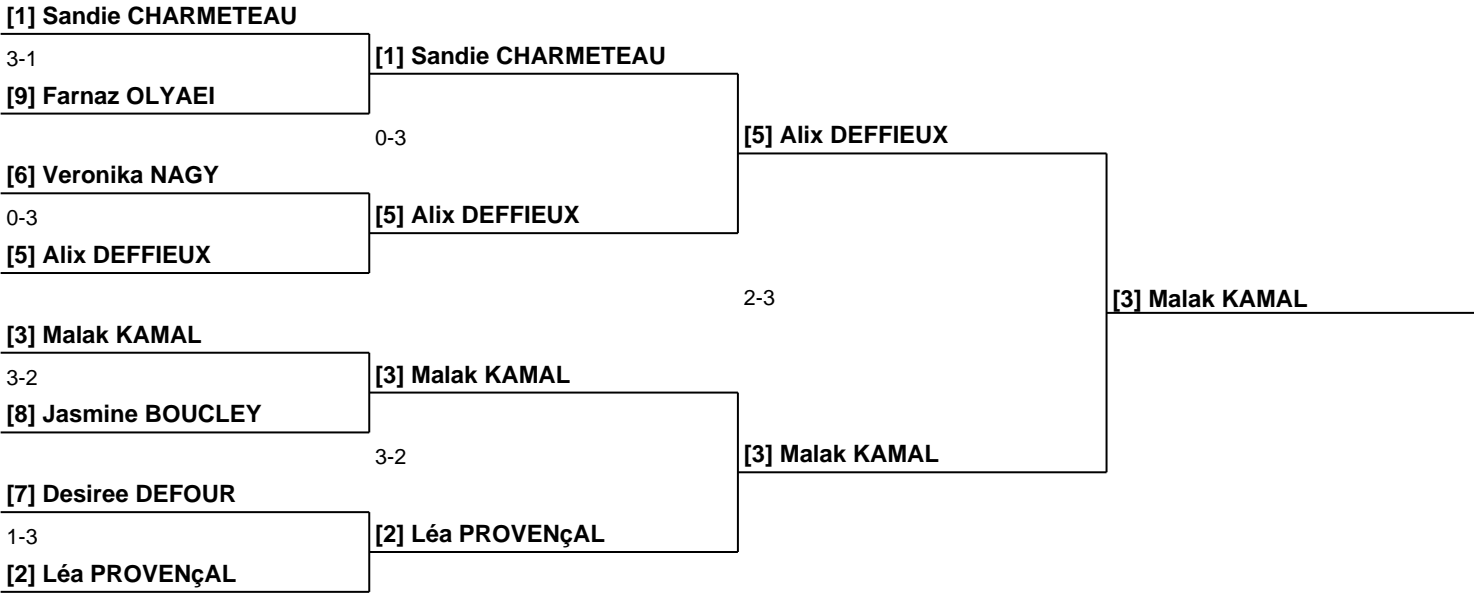 [1] Sandie CHARMETEAU
3-1
[1] Sandie CHARMETEAU
[9] Farnaz OLYAEI
0-3
[5] Alix DEFFIEUX
[6] Veronika NAGY
0-3
[5] Alix DEFFIEUX
[5] Alix DEFFIEUX
2-3
[3] Malak KAMAL
[3] Malak KAMAL
3-2
[3] Malak KAMAL
[8] Jasmine BOUCLEY
3-2
[3] Malak KAMAL
[7] Desiree DEFOUR
1-3
[2] Léa PROVENçAL
[2] Léa PROVENçAL